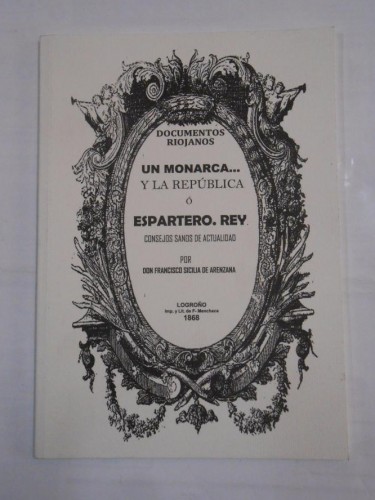 DOCUMENTOS
RIOJANOS
UN MONARCA...
Y LA REPÚBLICA
ó
ESPARTERO. REY
CONSEJOS SANOS DE ACTUALIDAD
POR
DON FRANCISCO SICILIA DE ARENZANA
LOGROÑO
Imp. y Lit. de F. Menchaca
1868